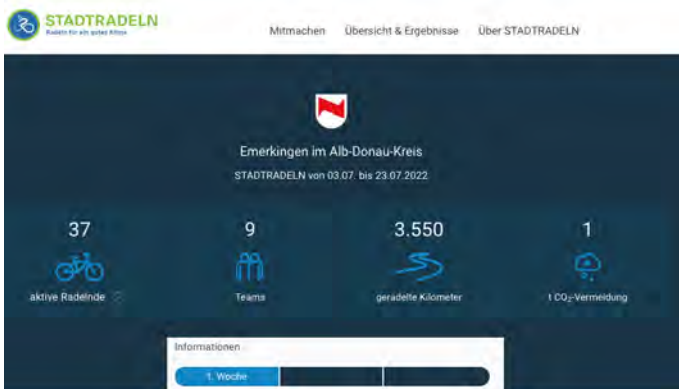 STADTRADELN
Radeln für ein gutes Klima
Mitmachen Übersicht & Ergebnisse Über STADTRADELN
Emerkingen im Alb-Donau-Kreis
STADTRADELN von 03.07. bis 23.07.2022
37 9 3.550 1
aktive Radelnde Teams geradelte Kilometer t CO₂-Vermeidung
Informationen
1. Woche